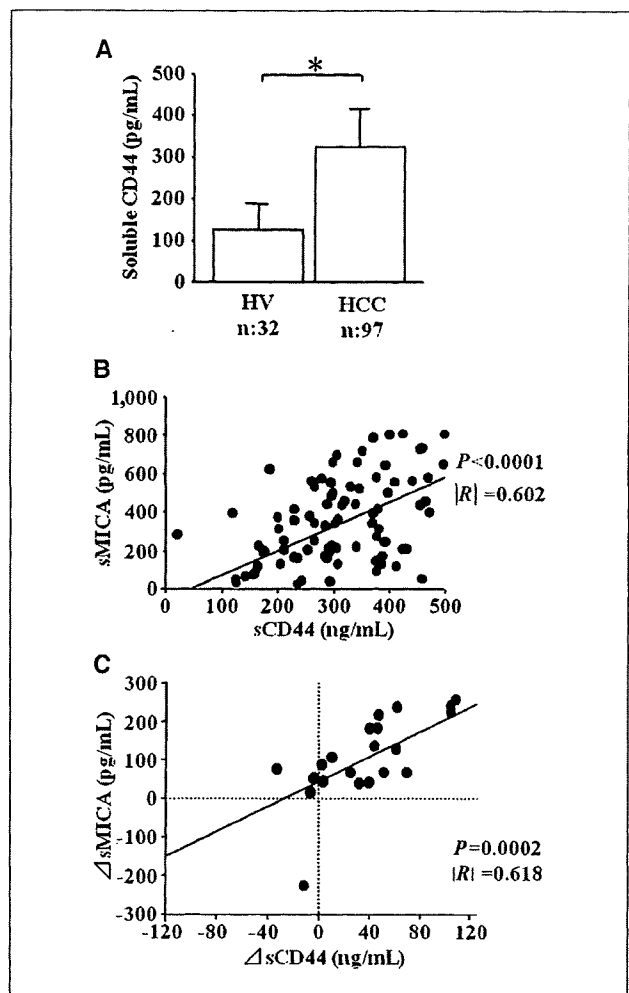 A
*
Soluble CD44 (pg/mL)
500
400
300
200
100
0
HV
n:32
HCC
n:97
B
sMICA (pg/mL)
1,000
800
600
400
200
0
0
100
200
300
400
500
sCD44 (ng/mL)
P<0.0001
|R| =0.602
C
⊿sMICA (pg/mL)
300
200
100
0
-100
-200
-300
-120
-80
-40
0
40
80
120
⊿sCD44 (ng/mL)
P=0.0002
|R| =0.618